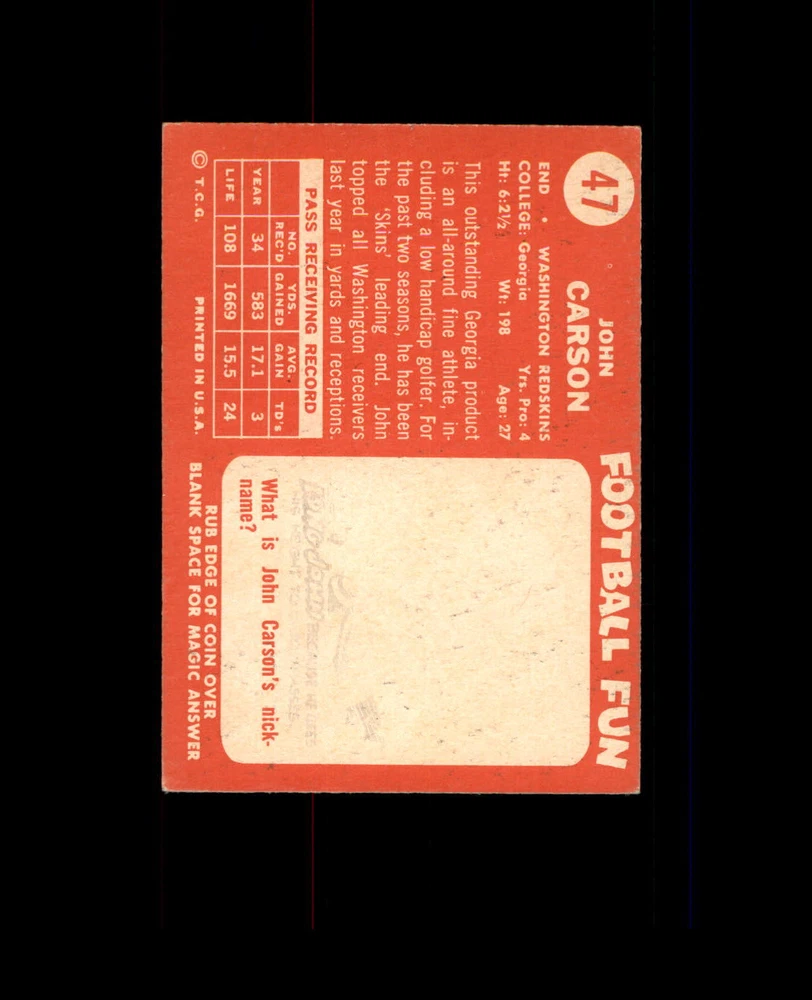 47
JOHN
CARSON
END • WASHINGTON REDSKINS
COLLEGE: Georgia Yrs. Pro: 4
Ht: 6:2½ Wt: 198 Age: 27
This outstanding Georgia product
is an all-around fine athlete, in-
cluding a low handicap golfer. For
the past two seasons, he has been
the 'Skins' leading end. John
topped all Washington receivers
last year in yards and receptions.
PASS RECEIVING RECORD
NO. REC'D YDS. GAINED AVG. GAIN TD's
YEAR 34 583 17.1 3
LIFE 108 1669 15.5 24
© T.C.G. PRINTED IN U.S.A.
FOOTBALL FUN
What is John Carson's nick-
name?
RUB EDGE OF COIN OVER
BLANK SPACE FOR MAGIC ANSWER